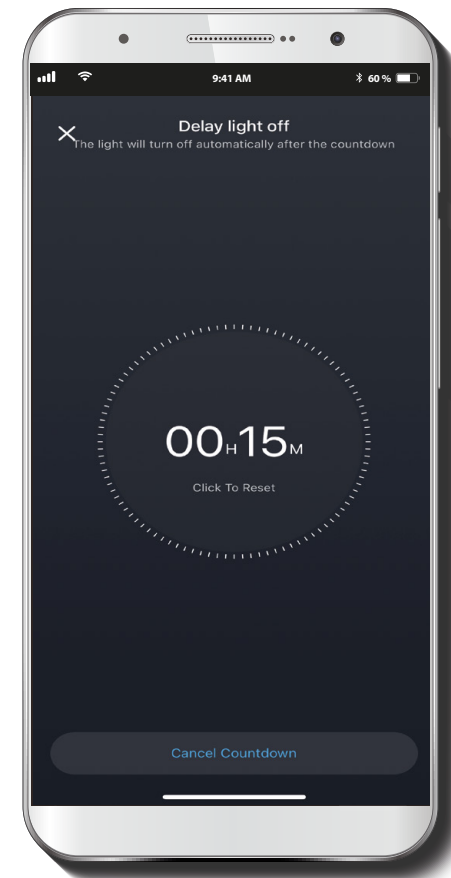 9:41 AM
60 %
Delay light off
The light will turn off automatically after the countdown
00H15M
Click To Reset
Cancel Countdown